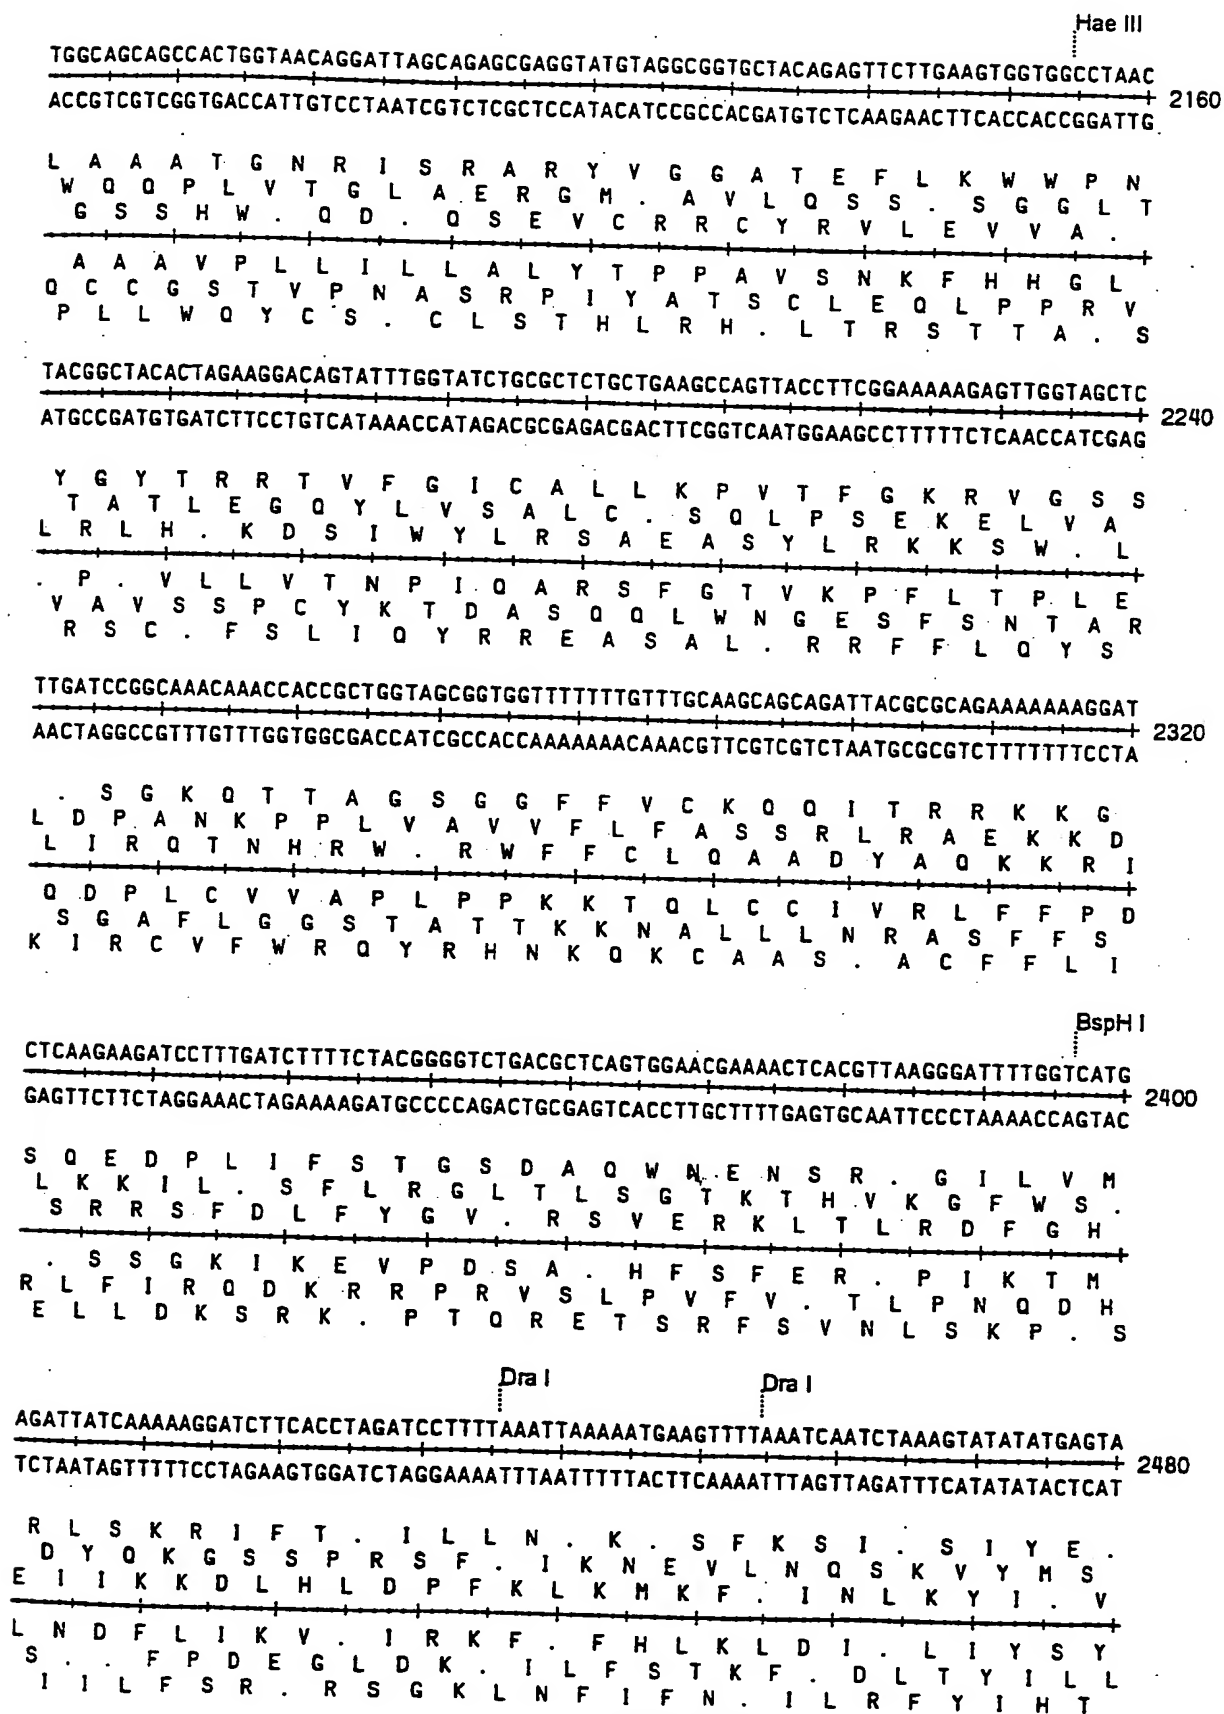 Hae III
TGGCAGCAGCCACTGGTAACAGGATTAGCAGAGCGAGGTATGTAGGCGGTGCTACAGAGTTCTTGAAGTGGTGGCCTAAC
2160
ACCGTCGTCGGTGACCATTGTCCTAATCGTCTCGCTCCATACATCCGCCACGATGTCTCAAGAACTTCACCACCGGATTG
L A A A T G N R I S R A R Y V G G A T E F L K W W P N
W Q Q P L V T G L A E R G M . A V L Q S S . S G G L T
G S S H W . Q D . Q S E V C R R C Y R V L E V V A .
A A A V P L L I L L A L Y T P P A V S N K F H H G L
Q C C G S T V P N A S R P I Y A T S C L E Q L P P R V
P L L W Q Y C S . C L S T H L R H . L T R S T T A . S
TACGGCTACACTAGAAGGACAGTATTTGGTATCTGCGCTCTGCTGAAGCCAGTTACCTTCGGAAAAAGAGTTGGTAGCTC
2240
ATGCCGATGTGATCTTCCTGTCATAAACCATAGACGCGAGACGACTTCGGTCAATGGAAGCCTTTTTCTCAACCATCGAG
Y G Y T R R T V F G I C A L L K P V T F G K R V G S S
T A T L E G Q Y L V S A L C . S Q L P S E K E L V A
L R L H . K D S I W Y L R S A E A S Y L R K K S W . L
. P . V L L V T N P I Q A R S F G T V K P F L T P L E
V A V S S P C Y K T D A S Q Q L W N G E S F S N T A R
R S C . F S L I Q Y R R E A S A L . R R F F L Q Y S
TTGATCCGGCAAACAAACCACCGCTGGTAGCGGTGGTTTTTTTGTTTGCAAGCAGCAGATTACGCGCAGAAAAAAAGGAT
2320
AACTAGGCCGTTTGTTTGGTGGCGACCATCGCCACCAAAAAAACAAACGTTCGTCGTCTAATGCGCGTCTTTTTTTCCTA
. S G K Q T T A G S G G F F V C K Q Q I T R R K K G
L D P A N K P P L V A V V F L F A S S R L R A E K K D
L I R Q T N H R W . R W F F C L Q A A D Y A Q K K R I
Q D P L C V V A P L P P K K T Q L C C I V R L F F P D
S G A F L G G S T A T T K K N A L L L N R A S F F S
K I R C V F W R Q Y R H N K Q K C A A S . A C F F L I
BspH I
CTCAAGAAGATCCTTTGATCTTTTCTACGGGGTCTGACGCTCAGTGGAACGAAAACTCACGTTAAGGGATTTTGGTCATG
2400
GAGTTCTTCTAGGAAACTAGAAAAGATGCCCCAGACTGCGAGTCACCTTGCTTTTGAGTGCAATTCCCTAAAACCAGTAC
S Q E D P L I F S T G S D A Q W N E N S R . G I L V M
L K K I L . S F L R G L T L S G T K T H V K G F W S .
S R R S F D L F Y G V . R S V E R K L T L R D F G H
. S S G K I K E V P D S A . H F S F E R . P I K T M
R L F I R Q D K R R P R V S L P V F V . T L P N Q D H
E L L D K S R K . P T Q R E T S R F S V N L S K P . S
Dra I Dra I
AGATTATCAAAAAGGATCTTCACCTAGATCCTTTTAAATTAAAAATGAAGTTTTAAATCAATCTAAAGTATATATGAGTA
2480
TCTAATAGTTTTTCCTAGAAGTGGATCTAGGAAAATTTAATTTTTACTTCAAAATTTAGTTAGATTTCATATATACTCAT
R L S K R I F T . I L L N . K . S F K S I . S I Y E .
D Y Q K G S S P R S F . I K N E V L N Q S K V Y M S
E I I K K D L H L D P F K L K M K F . I N L K Y I . V
L N D F L I K V . I R K F . F H L K L D I . L I Y S Y
S . . F P D E G L D K . I L F S T K F . D L T Y I L L
I I L F S R . R S G K L N F I F N . I L R F Y I H T